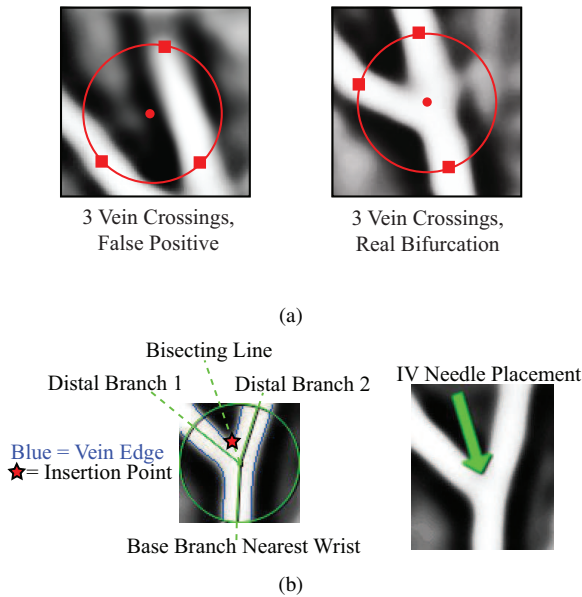 3 Vein Crossings,
False Positive
3 Vein Crossings,
Real Bifurcation
(a)
Bisecting Line
Distal Branch 1
Distal Branch 2
Blue = Vein Edge
= Insertion Point
Base Branch Nearest Wrist
IV Needle Placement
(b)